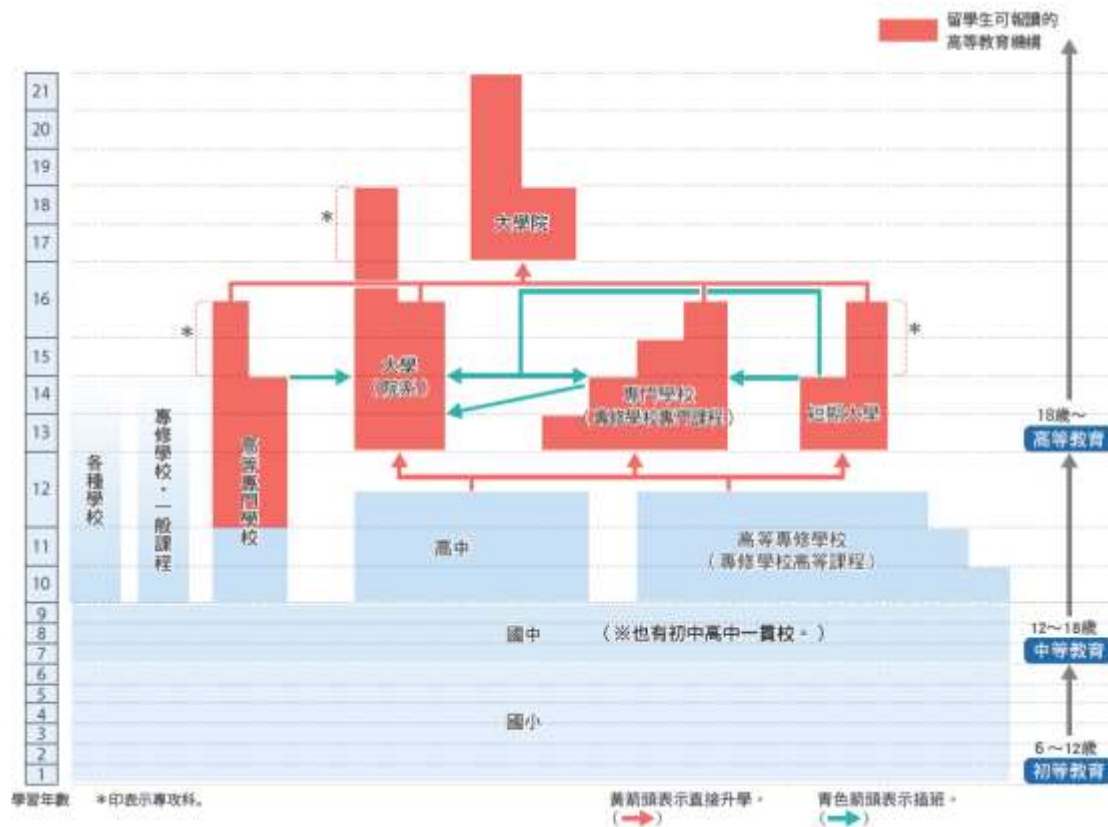 留學生可報讀的
高等教育機構
21
20
19
18
17
16
15
14
13
12
11
10
9
8
7
6
5
4
3
2
1
*
大學院
*
*
大學
(院系)
專門學校
(專修學校專門課程)
短期大學
18歲~
高等教育
各種學校
專修學校・一般課程
高等專門學校
高中
高等專修學校
(專修學校高等課程)
國中
(※也有初中高中一貫校。)
12~18歲
中等教育
國小
6~12歲
初等教育
學習年數
*印表示專攻科。
黃箭頭表示直接升學。
(→)
青色箭頭表示插班。
(→)